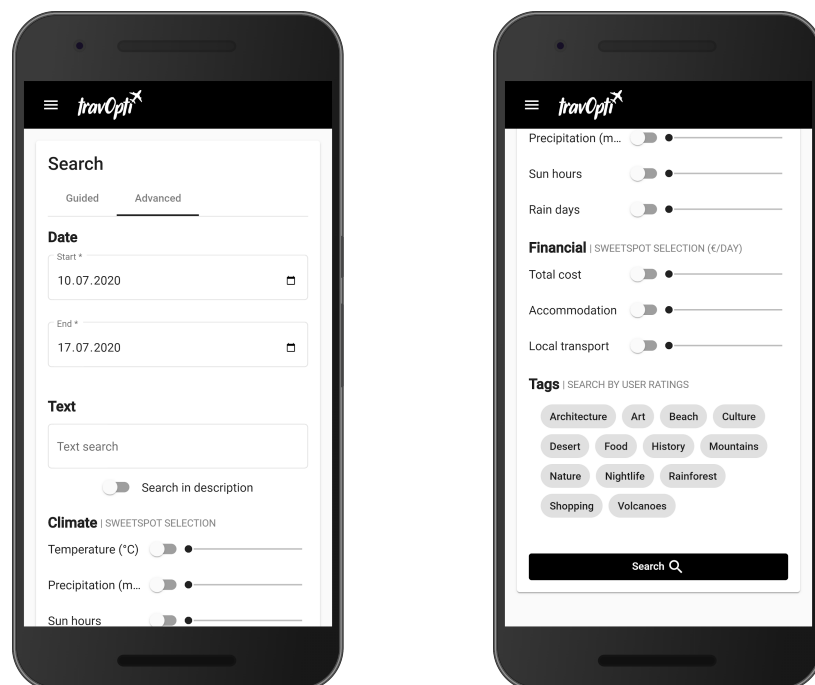 travOpti
Search
Guided Advanced
Date
Start *
10.07.2020
End *
17.07.2020
Text
Text search
Search in description
Climate | SWEETSPOT SELECTION
Temperature (°C)
Precipitation (m...
Sun hours
travOpti
Precipitation (m...
Sun hours
Rain days
Financial | SWEETSPOT SELECTION (€/DAY)
Total cost
Accommodation
Local transport
Tags | SEARCH BY USER RATINGS
Architecture Art Beach Culture
Desert Food History Mountains
Nature Nightlife Rainforest
Shopping Volcanoes
Search